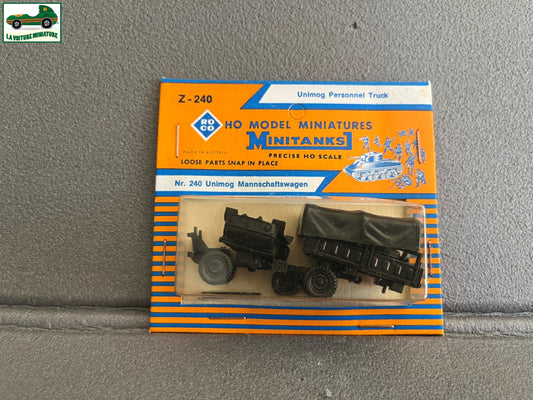 LA VOITURE MINIATURE
Z - 240
Unimog Personnel Truck
ROCO
HO MODEL MINIATURES
MINITANKS
MADE IN AUSTRIA
PRECISE HO SCALE
LOOSE PARTS SNAP IN PLACE
Nr. 240 Unimog Mannschaftswagen